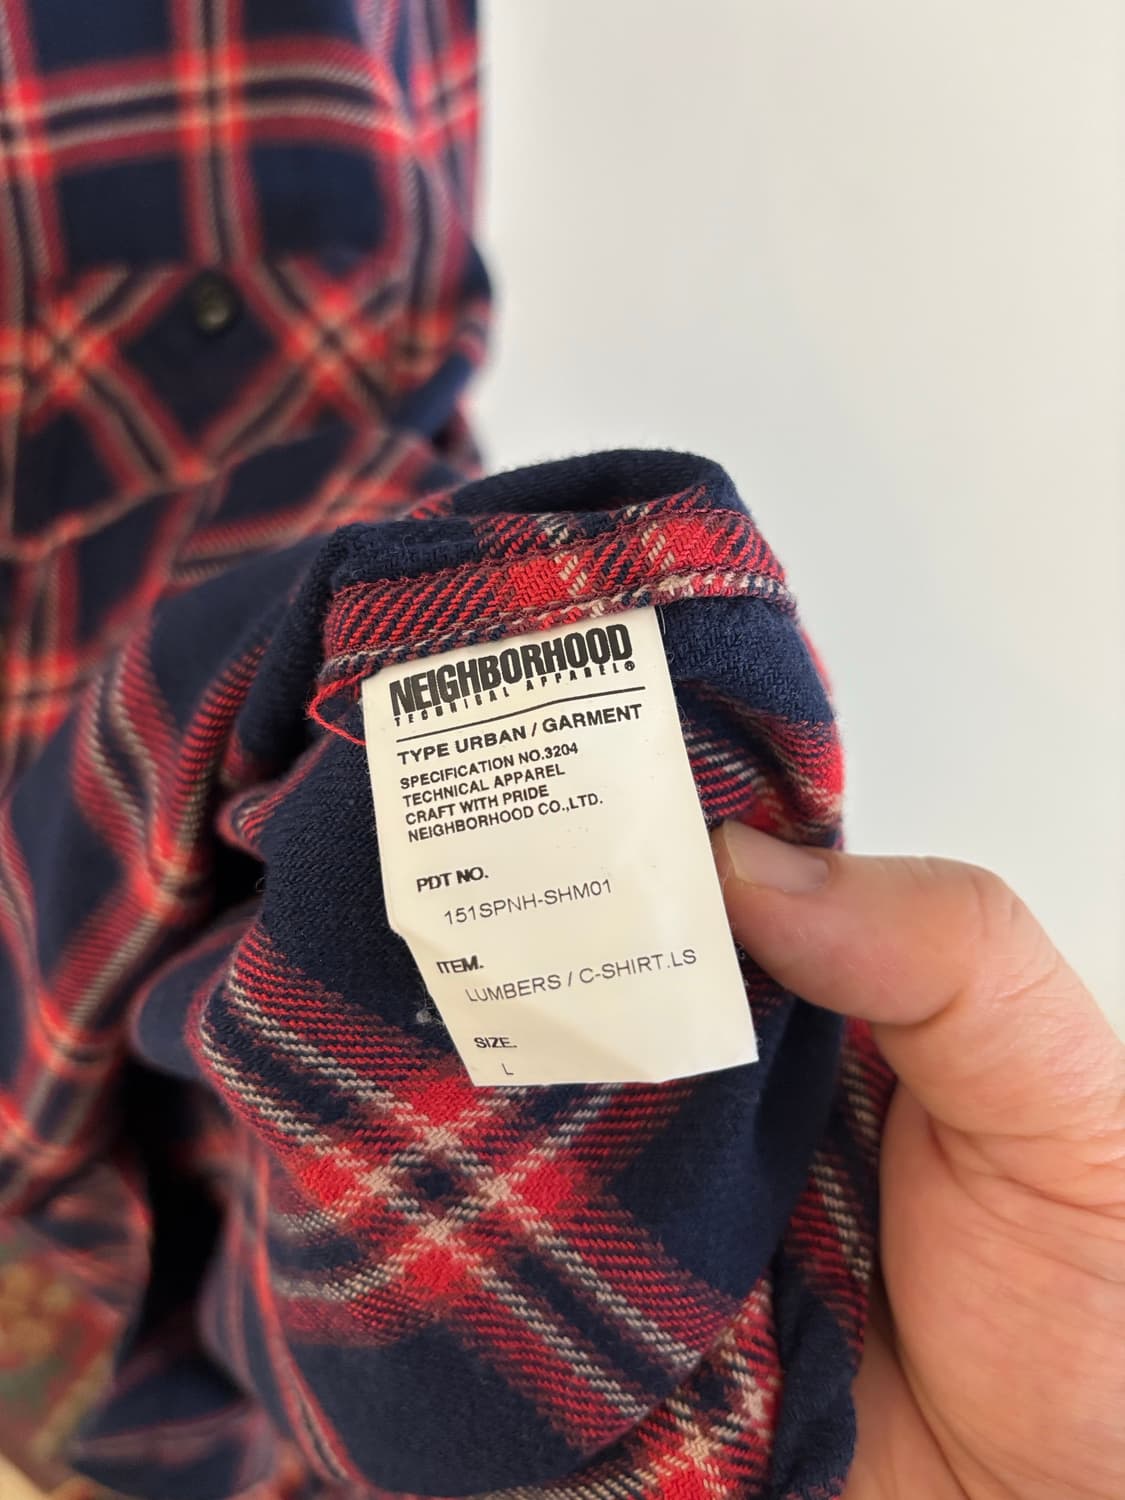 NEIGHBORHOOD
TECHNICAL APPAREL®
TYPE URBAN / GARMENT
SPECIFICATION NO.3204
TECHNICAL APPAREL
CRAFT WITH PRIDE
NEIGHBORHOOD CO.,LTD.
PDT NO.
151SPNH-SHM01
ITEM.
LUMBERS / C-SHIRT.LS
SIZE.
L